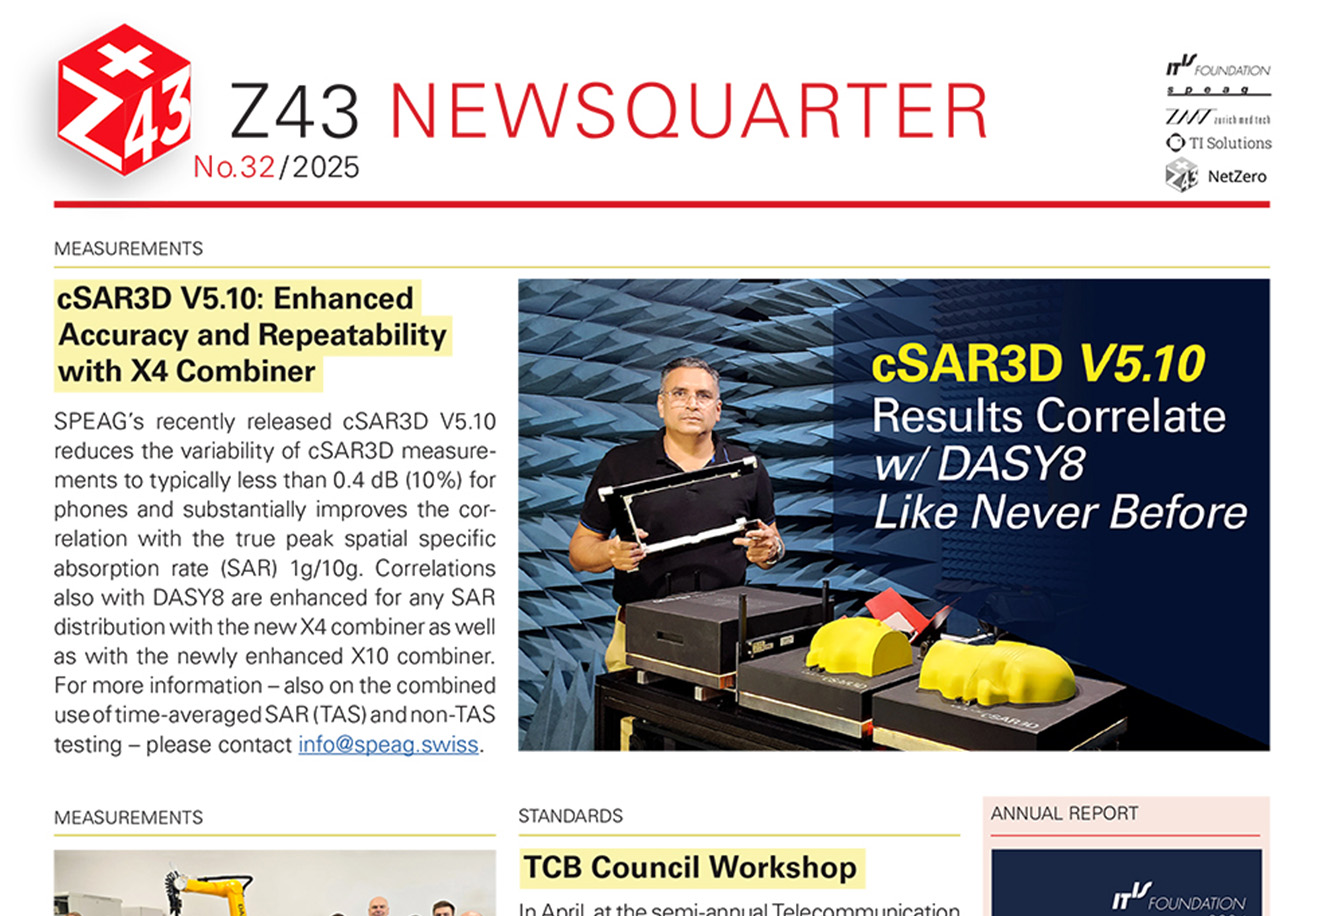 Z43
Z43 NEWSQUARTER
No.32/2025
IT'IS FOUNDATION
speag
ZMT zurich med tech
TI Solutions
Z43 NetZero
MEASUREMENTS
cSAR3D V5.10: Enhanced
Accuracy and Repeatability
with X4 Combiner
SPEAG’s recently released cSAR3D V5.10
reduces the variability of cSAR3D measure-
ments to typically less than 0.4 dB (10%) for
phones and substantially improves the cor-
relation with the true peak spatial specific
absorption rate (SAR) 1g/10g. Correlations
also with DASY8 are enhanced for any SAR
distribution with the new X4 combiner as well
as with the newly enhanced X10 combiner.
For more information – also on the combined
use of time-averaged SAR (TAS) and non-TAS
testing – please contact info@speag.swiss.
cSAR3D V5.10
Results Correlate
w/ DASY8
Like Never Before
cSAR3D
MEASUREMENTS
STANDARDS
TCB Council Workshop
In April, at the semi-annual Telecommunication
ANNUAL REPORT
IT'IS FOUNDATION